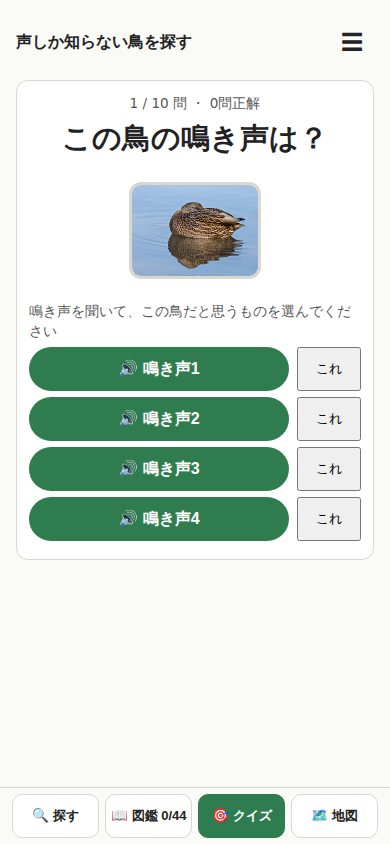 声しか知らない鳥を探す
☰
1 / 10 問 ・ 0問正解
この鳥の鳴き声は？
鳴き声を聞いて、この鳥だと思うものを選んでくだ
さい
🔊 鳴き声1 これ
🔊 鳴き声2 これ
🔊 鳴き声3 これ
🔊 鳴き声4 これ
🔍 探す 📖 図鑑 0/44 🎯 クイズ 🗺️ 地図